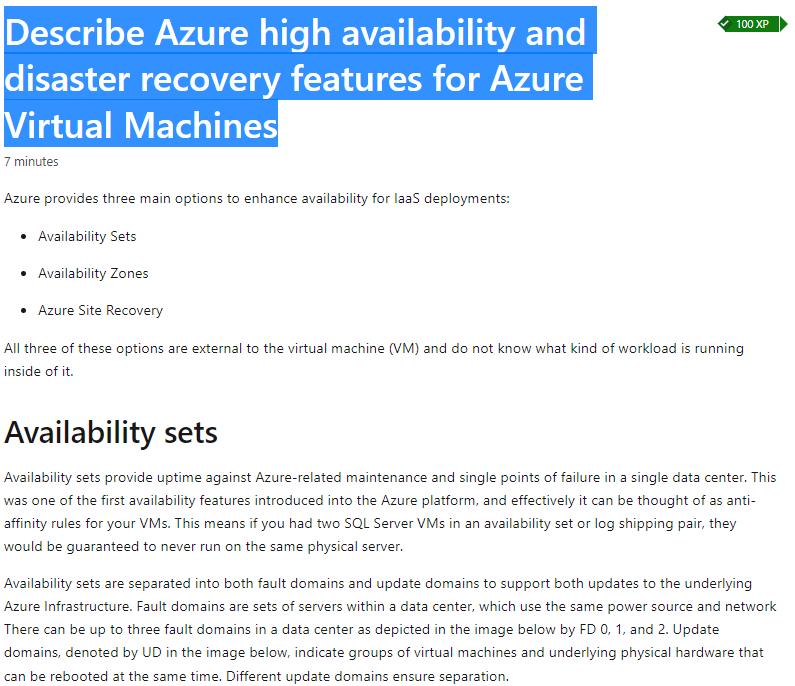 Describe Azure high availability and
disaster recovery features for Azure
Virtual Machines
100 XP
7 minutes
Azure provides three main options to enhance availability for IaaS deployments:
• Availability Sets
• Availability Zones
• Azure Site Recovery
All three of these options are external to the virtual machine (VM) and do not know what kind of workload is running
inside of it.
Availability sets
Availability sets provide uptime against Azure-related maintenance and single points of failure in a single data center. This
was one of the first availability features introduced into the Azure platform, and effectively it can be thought of as anti-
affinity rules for your VMs. This means if you had two SQL Server VMs in an availability set or log shipping pair, they
would be guaranteed to never run on the same physical server.
Availability sets are separated into both fault domains and update domains to support both updates to the underlying
Azure Infrastructure. Fault domains are sets of servers within a data center, which use the same power source and network
There can be up to three fault domains in a data center as depicted in the image below by FD 0, 1, and 2. Update
domains, denoted by UD in the image below, indicate groups of virtual machines and underlying physical hardware that
can be rebooted at the same time. Different update domains ensure separation.